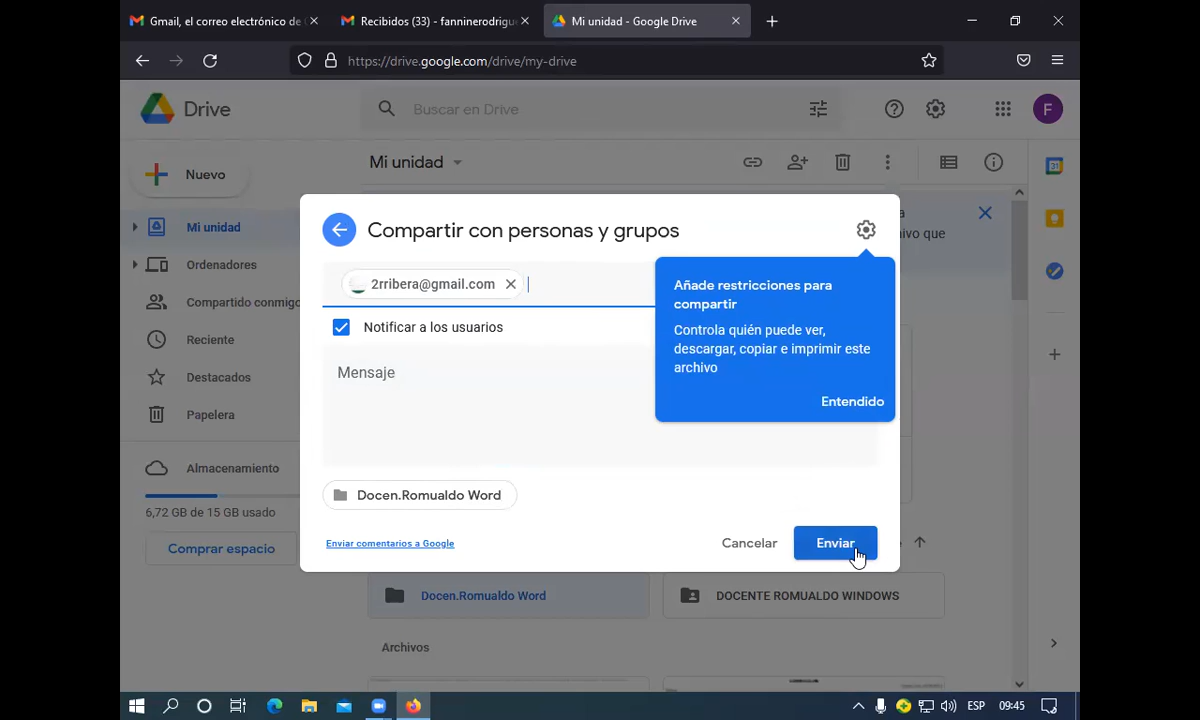 Gmail, el correo electrónico de
Recibidos (33) - fanninerodrigue
Mi unidad - Google Drive
https://drive.google.com/drive/my-drive
Drive
Buscar en Drive
F
Nuevo
Mi unidad
Mi unidad
Ordenadores
Compartido conmigo
Reciente
Destacados
Papelera
Almacenamiento
6,72 GB de 15 GB usado
Comprar espacio
a
ivo que
31
Compartir con personas y grupos
2rribera@gmail.com
Notificar a los usuarios
Mensaje
Añade restricciones para
compartir
Controla quién puede ver,
descargar, copiar e imprimir este
archivo
Entendido
Docen.Romualdo Word
Enviar comentarios a Google
Cancelar
Enviar
Docen.Romualdo Word
DOCENTE ROMUALDO WINDOWS
Archivos
ESP
09:45